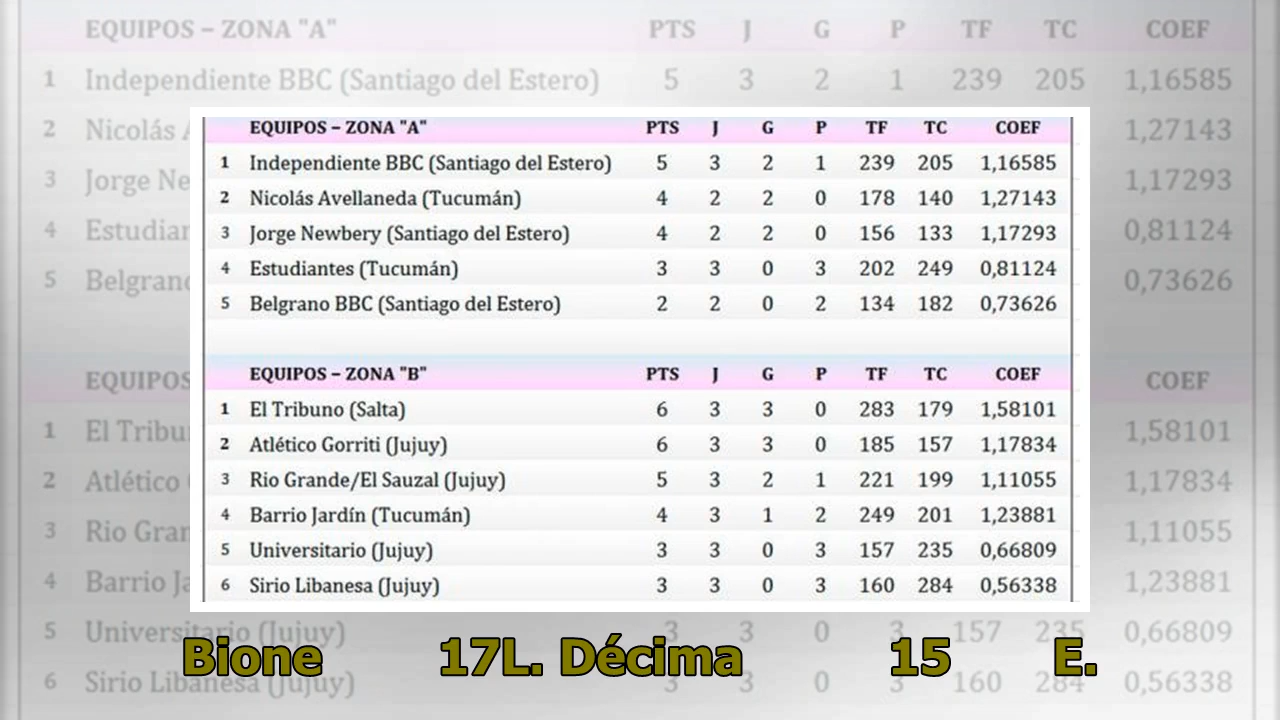 EQUIPOS – ZONA "A" PTS J G P TF TC COEF
1 Independiente BBC (Santiago del Estero) 5 3 2 1 239 205 1,16585
2 Nicolás Avellaneda (Tucumán) 4 2 2 0 178 140 1,27143
3 Jorge Newbery (Santiago del Estero) 4 2 2 0 156 133 1,17293
4 Estudiantes (Tucumán) 3 3 0 3 202 249 0,81124
5 Belgrano BBC (Santiago del Estero) 2 2 0 2 134 182 0,73626
EQUIPOS – ZONA "B" PTS J G P TF TC COEF
1 El Tribuno (Salta) 6 3 3 0 283 179 1,58101
2 Atlético Gorriti (Jujuy) 6 3 3 0 185 157 1,17834
3 Rio Grande/El Sauzal (Jujuy) 5 3 2 1 221 199 1,11055
4 Barrio Jardín (Tucumán) 4 3 1 2 249 201 1,23881
5 Universitario (Jujuy) 3 3 0 3 157 235 0,66809
6 Sirio Libanesa (Jujuy) 3 3 0 3 160 284 0,56338
Bione 17L. Décima 15 E.